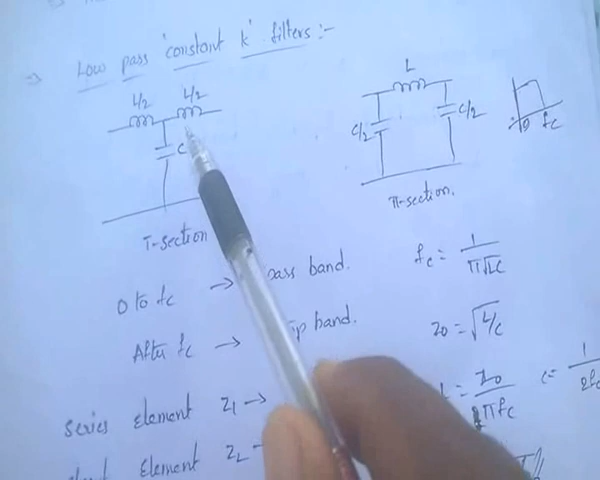 ⇒ Low pass 'constant k' filters:-
L/2 L/2
C
T-section
L
C/2 C/2
π-section.
0 fc
0 to fc → pass band.
fc = 1/π√LC
After fc → band.
Z0 = √L/C
series element Z1 →
= Z0/πfc
element Z2